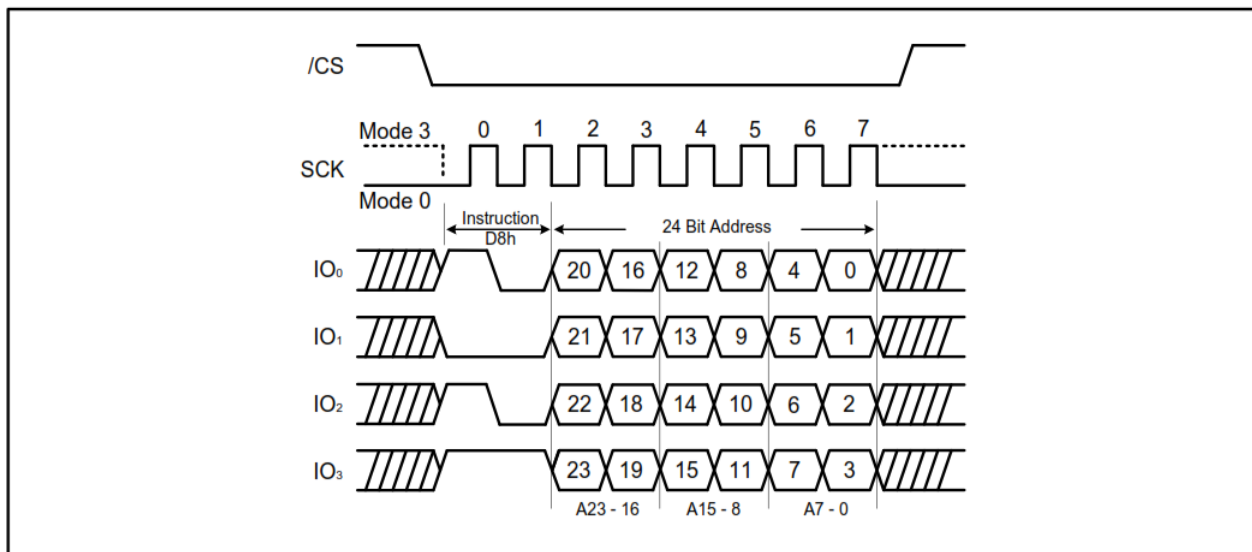 /CS
Mode 3 0 1 2 3 4 5 6 7
SCK
Mode 0
Instruction 24 Bit Address
D8h
IO₀ 20 16 12 8 4 0
IO₁ 21 17 13 9 5 1
IO₂ 22 18 14 10 6 2
IO₃ 23 19 15 11 7 3
A23 - 16 A15 - 8 A7 - 0